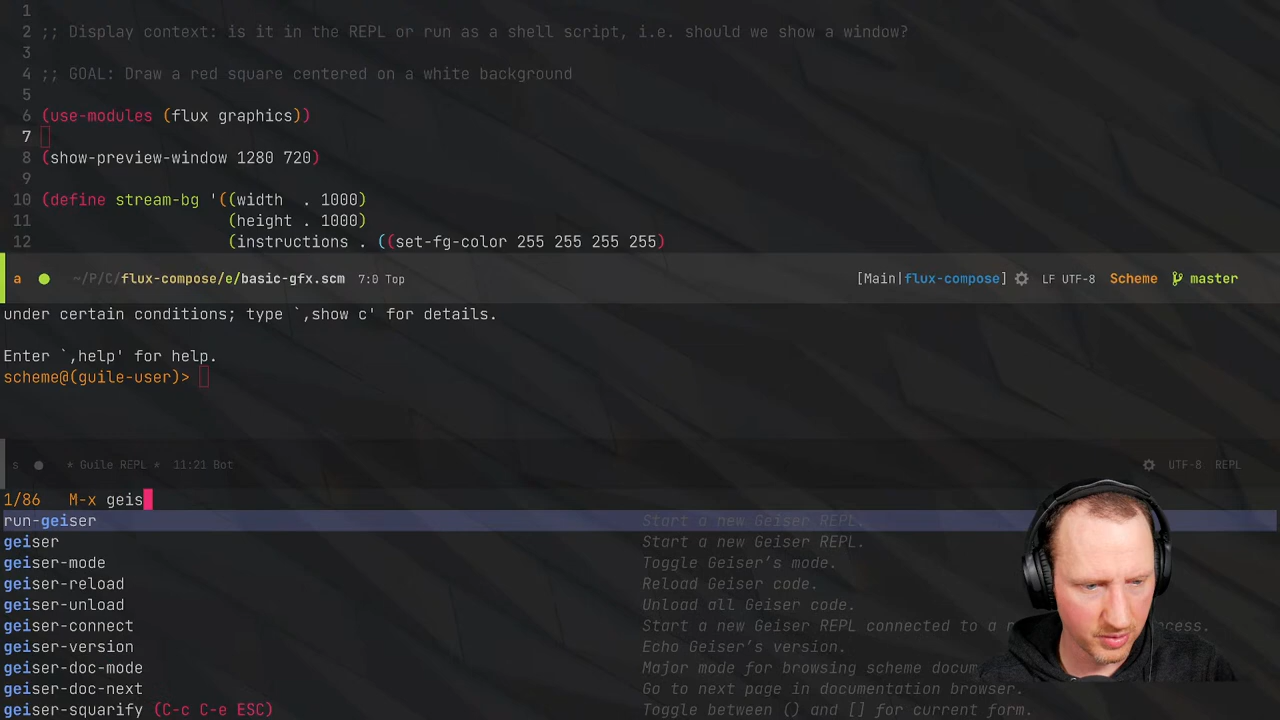 1
2 ;; Display context: is it in the REPL or run as a shell script, i.e. should we show a window?
3
4 ;; GOAL: Draw a red square centered on a white background
5
6 (use-modules (flux graphics))
7
8 (show-preview-window 1280 720)
9
10 (define stream-bg '((width  . 1000)
11 (height . 1000)
12 (instructions . ((set-fg-color 255 255 255 255)
a ~/P/C/flux-compose/e/basic-gfx.scm 7:0 Top [Main|flux-compose] LF UTF-8 Scheme master
under certain conditions; type `,show c' for details.
Enter `,help' for help.
scheme@(guile-user)>
s * Guile REPL * 11:21 Bot UTF-8 REPL
1/86 M-x geis
run-geiser Start a new Geiser REPL.
geiser Start a new Geiser REPL.
geiser-mode Toggle Geiser's mode.
geiser-reload Reload Geiser code.
geiser-unload Unload all Geiser code.
geiser-connect Start a new Geiser REPL connected to a
geiser-version Echo Geiser's version.
geiser-doc-mode Major mode for browsing scheme
geiser-doc-next Go to next page in documentation browser.
geiser-squarify (C-c C-e ESC) Toggle between () and [] for current form.